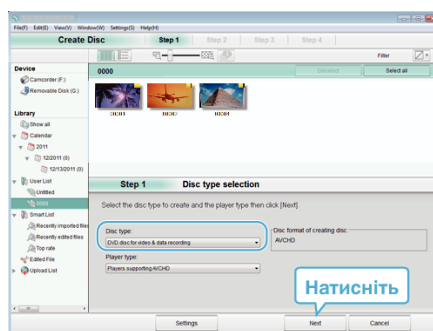 File(F) Edit(E) View(V) Window(W) Settings(S) Help(H)
Create Disc Step 1 Step 2 Step 3 Step 4
Filter
Device 0000 Deselect Select all
Camcorder (F:)
Removable Disk (G:)
Library
Show all
Calendar
2011
12/2011 (0)
12/13/2011 (0)
User List
Untitled
0000
Smart List
Recently imported files
Recently edited files
Top rate
Edited File
Upload List
Step 1 Disc type selection
Select the disc type to create and the player type then click [Next].
Disc type:
DVD disc for video & data recording
Disc format of creating disc:
AVCHD
Player type:
Players supporting AVCHD
Натисніть
Settings Next Cancel